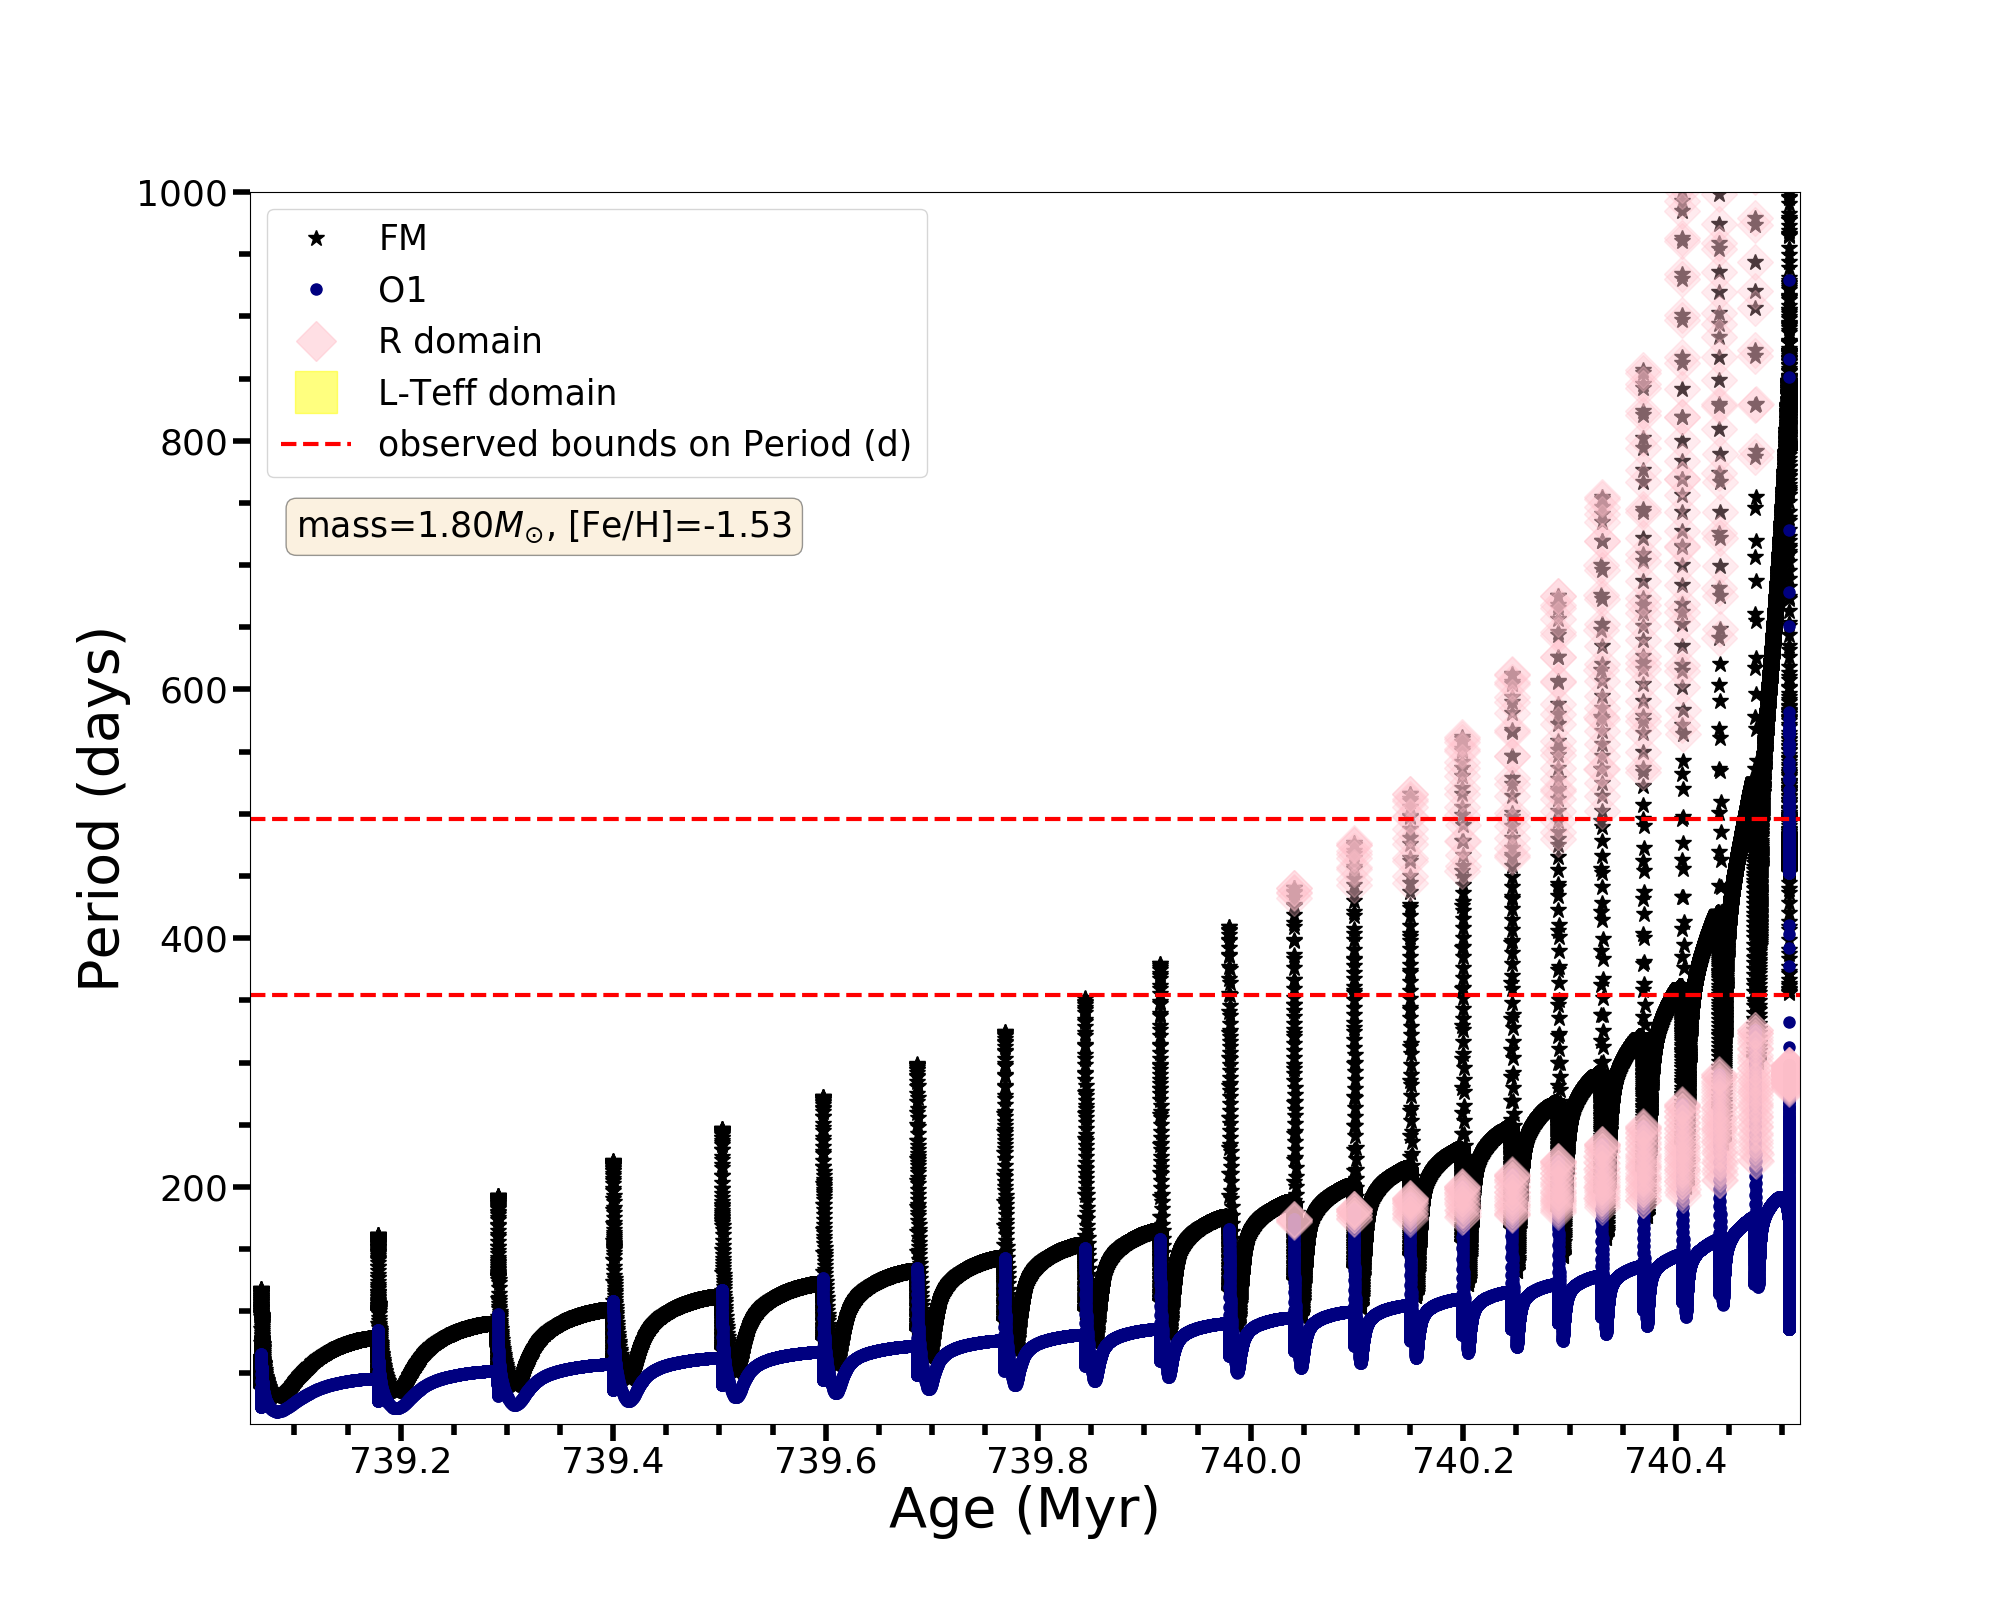 1000
800
600
400
200
Period (days)
FM
O1
R domain
L-Teff domain
observed bounds on Period (d)
mass=1.80M⊙, [Fe/H]=-1.53
739.2 739.4 739.6 739.8 740.0 740.2 740.4
Age (Myr)